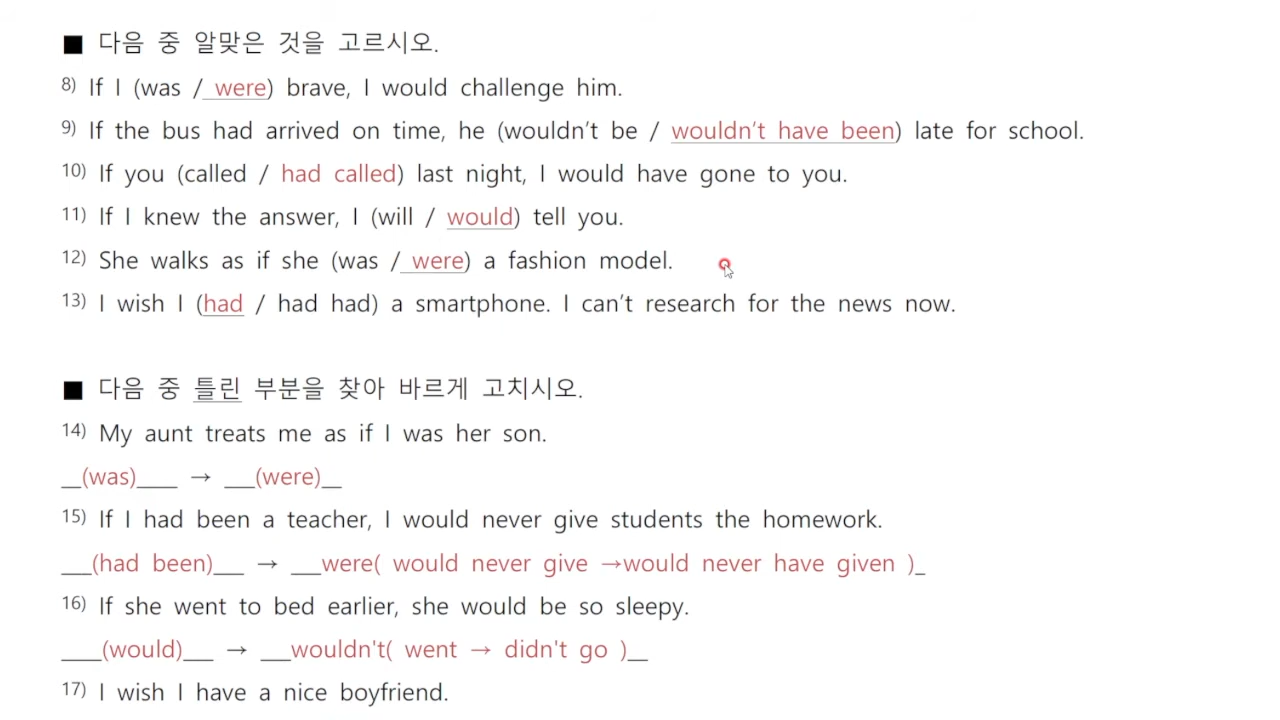 ■ 다음 중 알맞은 것을 고르시오.
8) If I (was / were) brave, I would challenge him.
9) If the bus had arrived on time, he (wouldn't be / wouldn't have been) late for school.
10) If you (called / had called) last night, I would have gone to you.
11) If I knew the answer, I (will / would) tell you.
12) She walks as if she (was / were) a fashion model.
13) I wish I (had / had had) a smartphone. I can't research for the news now.
■ 다음 중 틀린 부분을 찾아 바르게 고치시오.
14) My aunt treats me as if I was her son.
__(was)____ → ___(were)__
15) If I had been a teacher, I would never give students the homework.
___(had been)___ → ___were( would never give →would never have given )_
16) If she went to bed earlier, she would be so sleepy.
____(would)___ → ___wouldn't( went → didn't go )__
17) I wish I have a nice boyfriend.